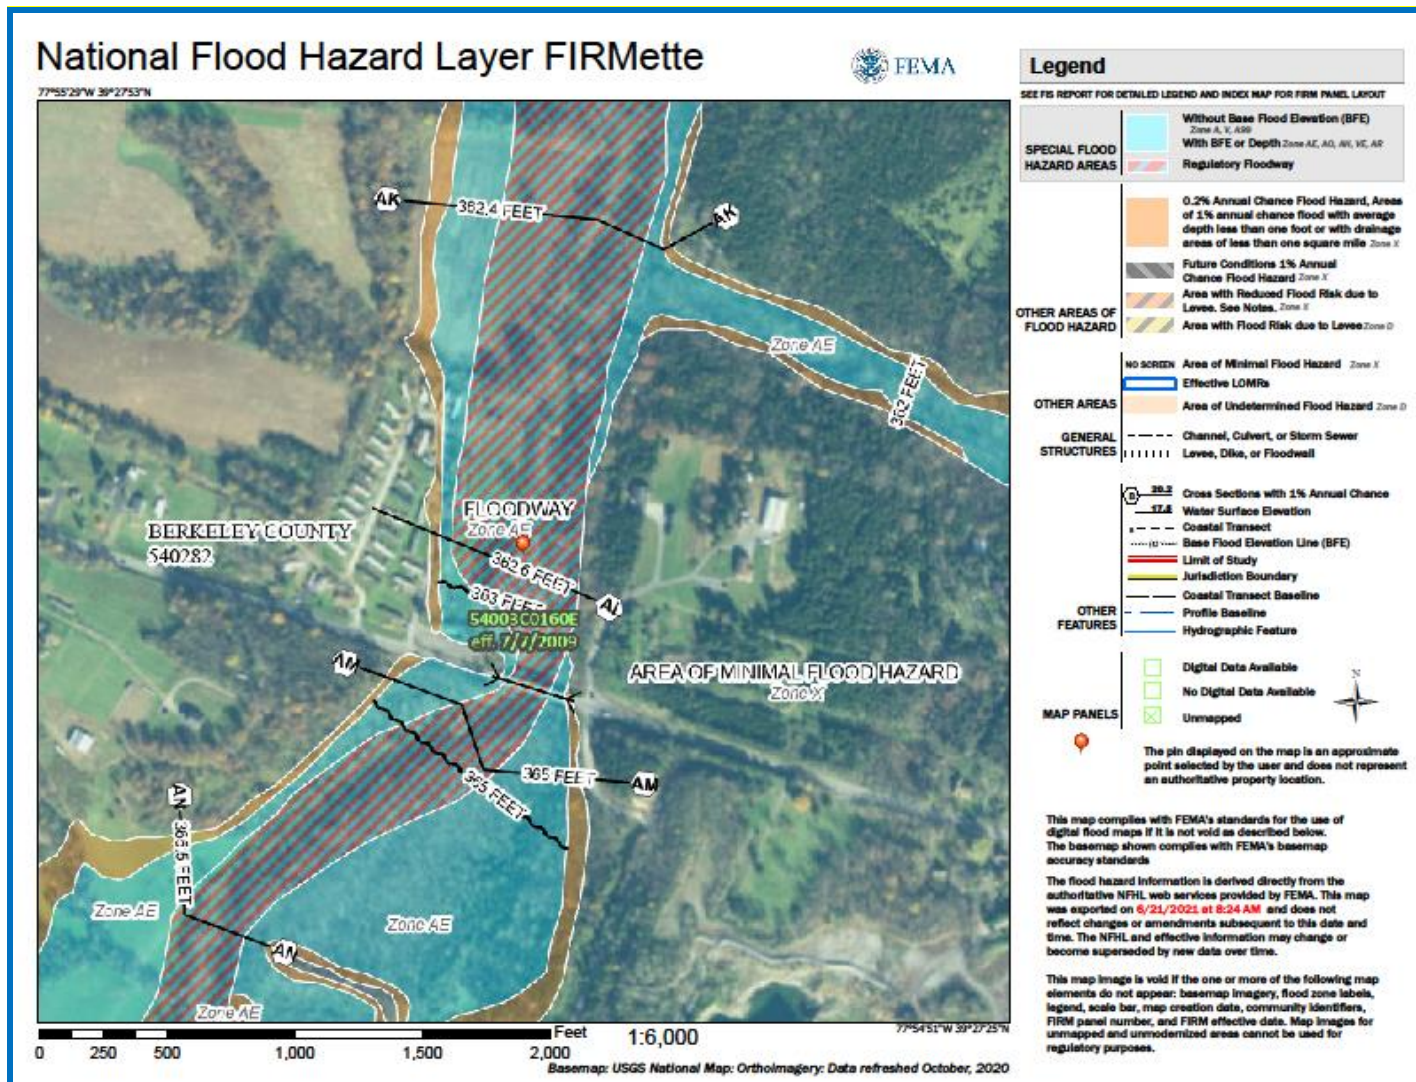 National Flood Hazard Layer FIRMette
FEMA
77°55'29"W 39°27'53"N
AK
362.4 FEET
AK
Zone AE
362 FEET
FLOODWAY
Zone AE
BERKELEY COUNTY
540282
362.6 FEET
AL
363 FEET
54003C0160E
eff. 7/7/2009
AM
AREA OF MINIMAL FLOOD HAZARD
Zone X
365 FEET
AM
365 FEET
AN
365.5 FEET
Zone AE
Zone AE
AN
Zone AE
77°54'51"W 39°27'25"N
Feet
1:6,000
0
250
500
1,000
1,500
2,000
Basemap: USGS National Map: Orthoimagery: Data refreshed October, 2020
Legend
SEE FIS REPORT FOR DETAILED LEGEND AND INDEX MAP FOR FIRM PANEL LAYOUT
SPECIAL FLOOD
HAZARD AREAS
Without Base Flood Elevation (BFE)
Zone A, V, A99
With BFE or Depth Zone AE, AO, AH, VE, AR
Regulatory Floodway
0.2% Annual Chance Flood Hazard, Areas
of 1% annual chance flood with average
depth less than one foot or with drainage
areas of less than one square mile Zone X
Future Conditions 1% Annual
Chance Flood Hazard Zone X
Area with Reduced Flood Risk due to
Levee. See Notes. Zone X
Area with Flood Risk due to Levee Zone D
OTHER AREAS OF
FLOOD HAZARD
NO SCREEN
Area of Minimal Flood Hazard Zone X
Effective LOMRs
OTHER AREAS
Area of Undetermined Flood Hazard Zone D
GENERAL
STRUCTURES
Channel, Culvert, or Storm Sewer
Levee, Dike, or Floodwall
B
20.2
Cross Sections with 1% Annual Chance
17.5
Water Surface Elevation
Coastal Transect
Base Flood Elevation Line (BFE)
Limit of Study
Jurisdiction Boundary
Coastal Transect Baseline
OTHER
FEATURES
Profile Baseline
Hydrographic Feature
Digital Data Available
No Digital Data Available
Unmapped
MAP PANELS
N
The pin displayed on the map is an approximate
point selected by the user and does not represent
an authoritative property location.
This map complies with FEMA's standards for the use of
digital flood maps if it is not void as described below.
The basemap shown complies with FEMA's basemap
accuracy standards
The flood hazard information is derived directly from the
authoritative NFHL web services provided by FEMA. This map
was exported on 6/21/2021 at 8:24 AM and does not
reflect changes or amendments subsequent to this date and
time. The NFHL and effective information may change or
become superseded by new data over time.
This map image is void if the one or more of the following map
elements do not appear: basemap imagery, flood zone labels,
legend, scale bar, map creation date, community identifiers,
FIRM panel number, and FIRM effective date. Map images for
unmapped and unmodernized areas cannot be used for
regulatory purposes.